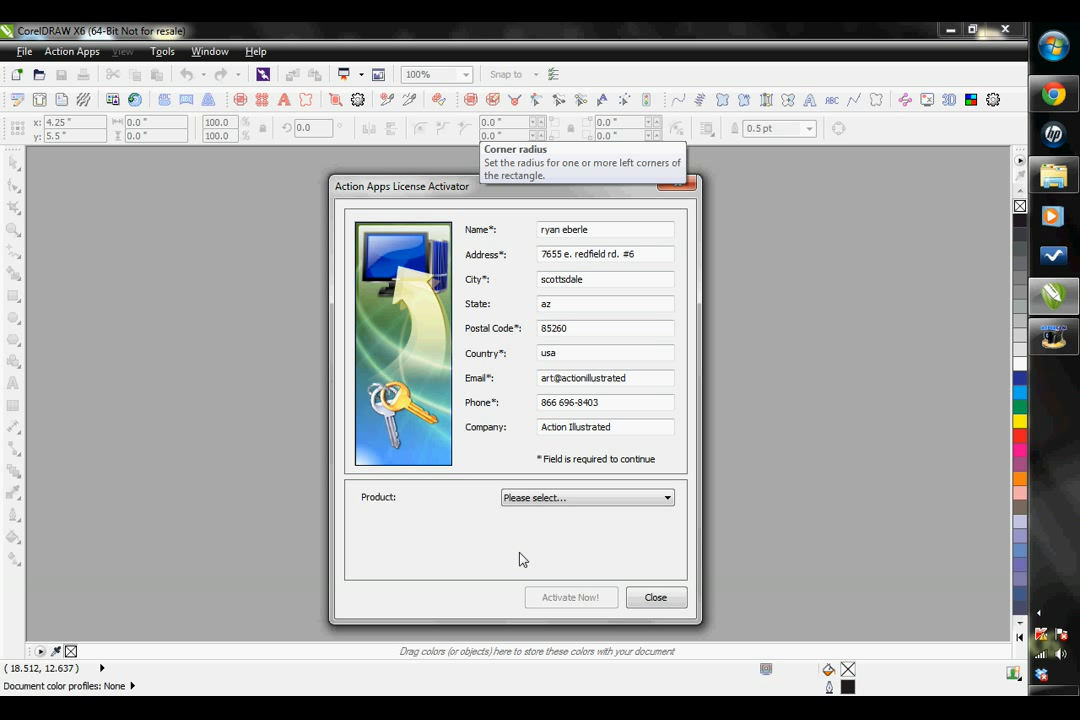 CorelDRAW X6 (64-Bit Not for resale)
File Action Apps View Tools Window Help
100% Snap to
x: 4.25" 0.0 " 100.0 0.0 0.0 " 0.0 " 0.5 pt
y: 5.5" 0.0 " 100.0 0.0 " 0.0 "
ABC 3D
hp
Corner radius
Set the radius for one or more left corners of
the rectangle.
Action Apps License Activator
Name*: ryan eberle
Address*: 7655 e. redfield rd. #6
City*: scottsdale
State: az
Postal Code*: 85260
Country*: usa
Email*: art@actionillustrated
Phone*: 866 696-8403
Company: Action Illustrated
* Field is required to continue
Product: Please select...
Activate Now! Close
Drag colors (or objects) here to store these colors with your document
( 18.512, 12.637 )
Document color profiles: None